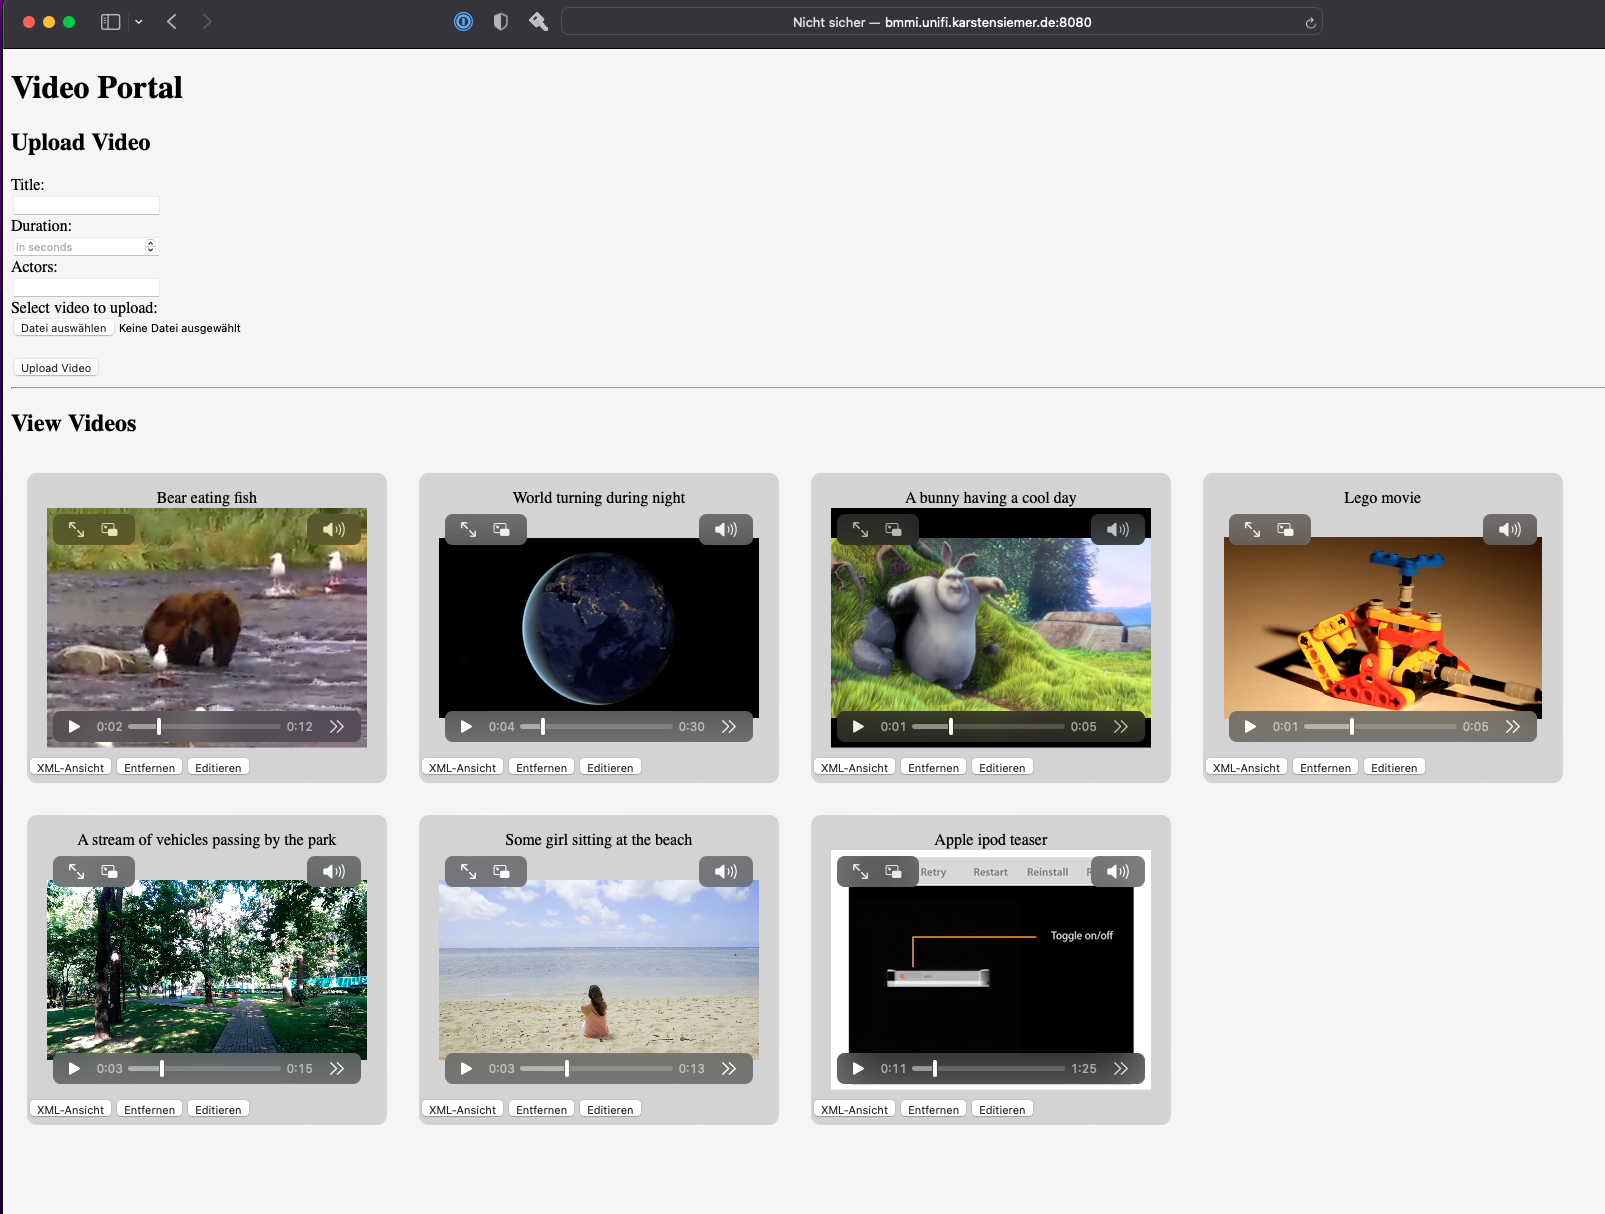 Nicht sicher — bmmi.unifi.karstensiemer.de:8080
Video Portal
Upload Video
Title:
Duration:
in seconds
Actors:
Select video to upload:
Datei auswählen Keine Datei ausgewählt
Upload Video
View Videos
Bear eating fish
0:02 0:12
XML-Ansicht Entfernen Editieren
World turning during night
0:04 0:30
XML-Ansicht Entfernen Editieren
A bunny having a cool day
0:01 0:05
XML-Ansicht Entfernen Editieren
Lego movie
0:01 0:05
XML-Ansicht Entfernen Editieren
A stream of vehicles passing by the park
0:03 0:15
XML-Ansicht Entfernen Editieren
Some girl sitting at the beach
0:03 0:13
XML-Ansicht Entfernen Editieren
Apple ipod teaser
Retry Restart Reinstall
Toggle on/off
0:11 1:25
XML-Ansicht Entfernen Editieren